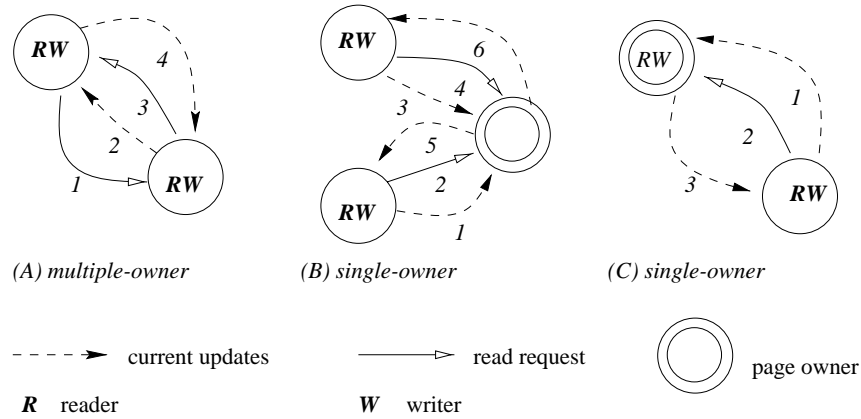 RW
4
3
2
1
RW
(A) multiple-owner
RW
6
4
3
5
2
RW
1
(B) single-owner
RW
1
2
3
RW
(C) single-owner
current updates
read request
page owner
R reader
W writer